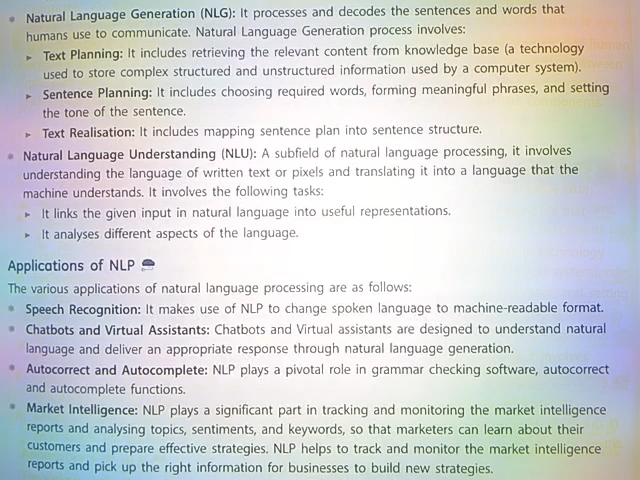 • Natural Language Generation (NLG): It processes and decodes the sentences and words that
humans use to communicate. Natural Language Generation process involves:
► Text Planning: It includes retrieving the relevant content from knowledge base (a technology
used to store complex structured and unstructured information used by a computer system).
► Sentence Planning: It includes choosing required words, forming meaningful phrases, and setting
the tone of the sentence.
► Text Realisation: It includes mapping sentence plan into sentence structure.
• Natural Language Understanding (NLU): A subfield of natural language processing, it involves
understanding the language of written text or pixels and translating it into a language that the
machine understands. It involves the following tasks:
► It links the given input in natural language into useful representations.
► It analyses different aspects of the language.
Applications of NLP
The various applications of natural language processing are as follows:
• Speech Recognition: It makes use of NLP to change spoken language to machine-readable format.
• Chatbots and Virtual Assistants: Chatbots and Virtual assistants are designed to understand natural
language and deliver an appropriate response through natural language generation.
• Autocorrect and Autocomplete: NLP plays a pivotal role in grammar checking software, autocorrect
and autocomplete functions.
• Market Intelligence: NLP plays a significant part in tracking and monitoring the market intelligence
reports and analysing topics, sentiments, and keywords, so that marketers can learn about their
customers and prepare effective strategies. NLP helps to track and monitor the market intelligence
reports and pick up the right information for businesses to build new strategies.